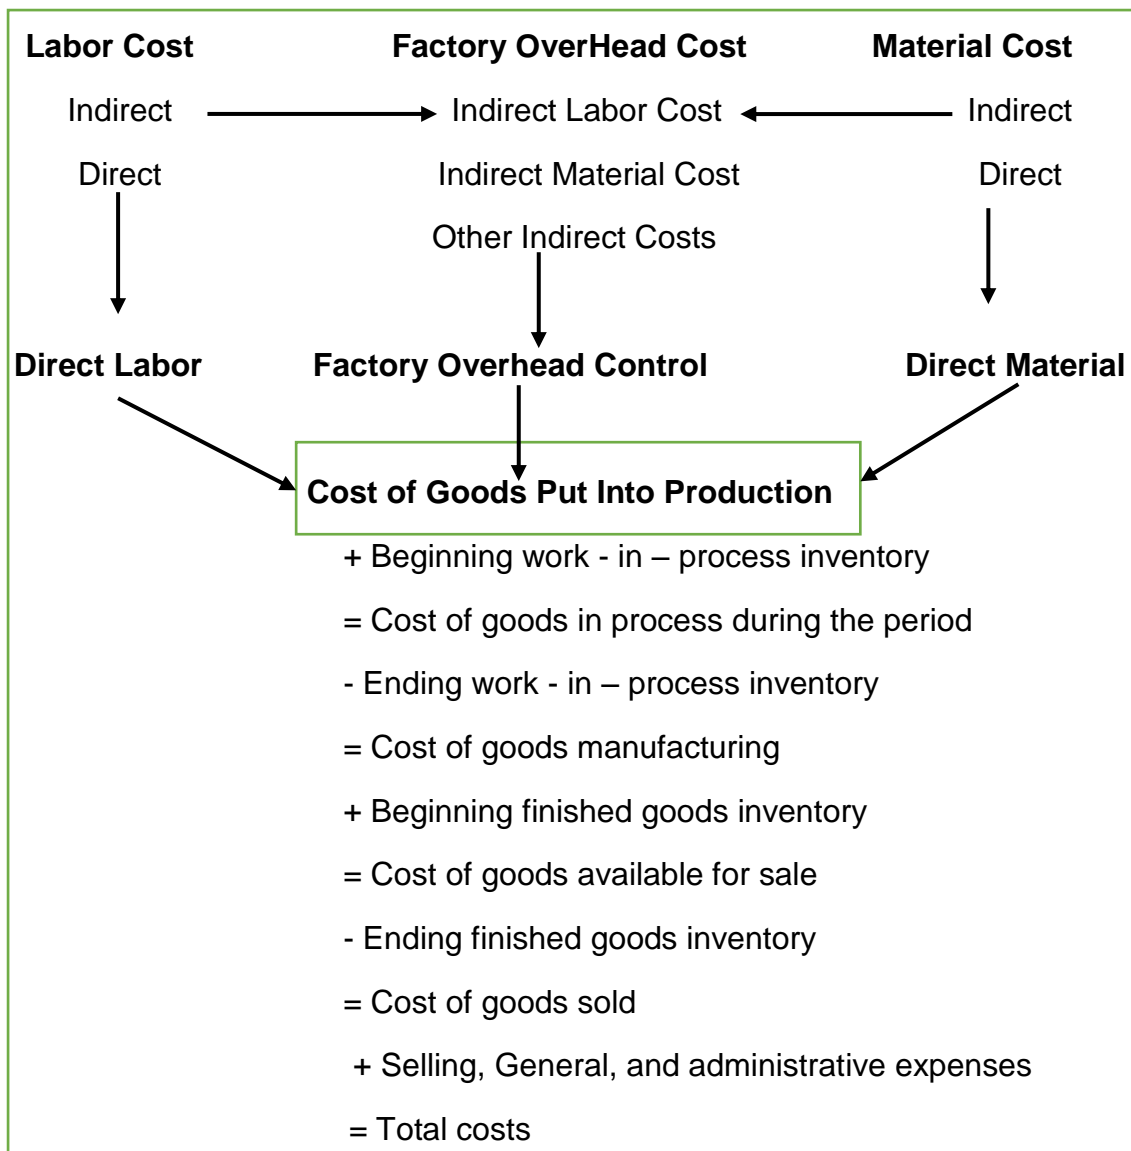 Labor Cost Factory OverHead Cost Material Cost
Indirect Indirect Labor Cost Indirect
Direct Indirect Material Cost Direct
Other Indirect Costs
Direct Labor Factory Overhead Control Direct Material
Cost of Goods Put Into Production
+ Beginning work - in – process inventory
= Cost of goods in process during the period
- Ending work - in – process inventory
= Cost of goods manufacturing
+ Beginning finished goods inventory
= Cost of goods available for sale
- Ending finished goods inventory
= Cost of goods sold
+ Selling, General, and administrative expenses
= Total costs